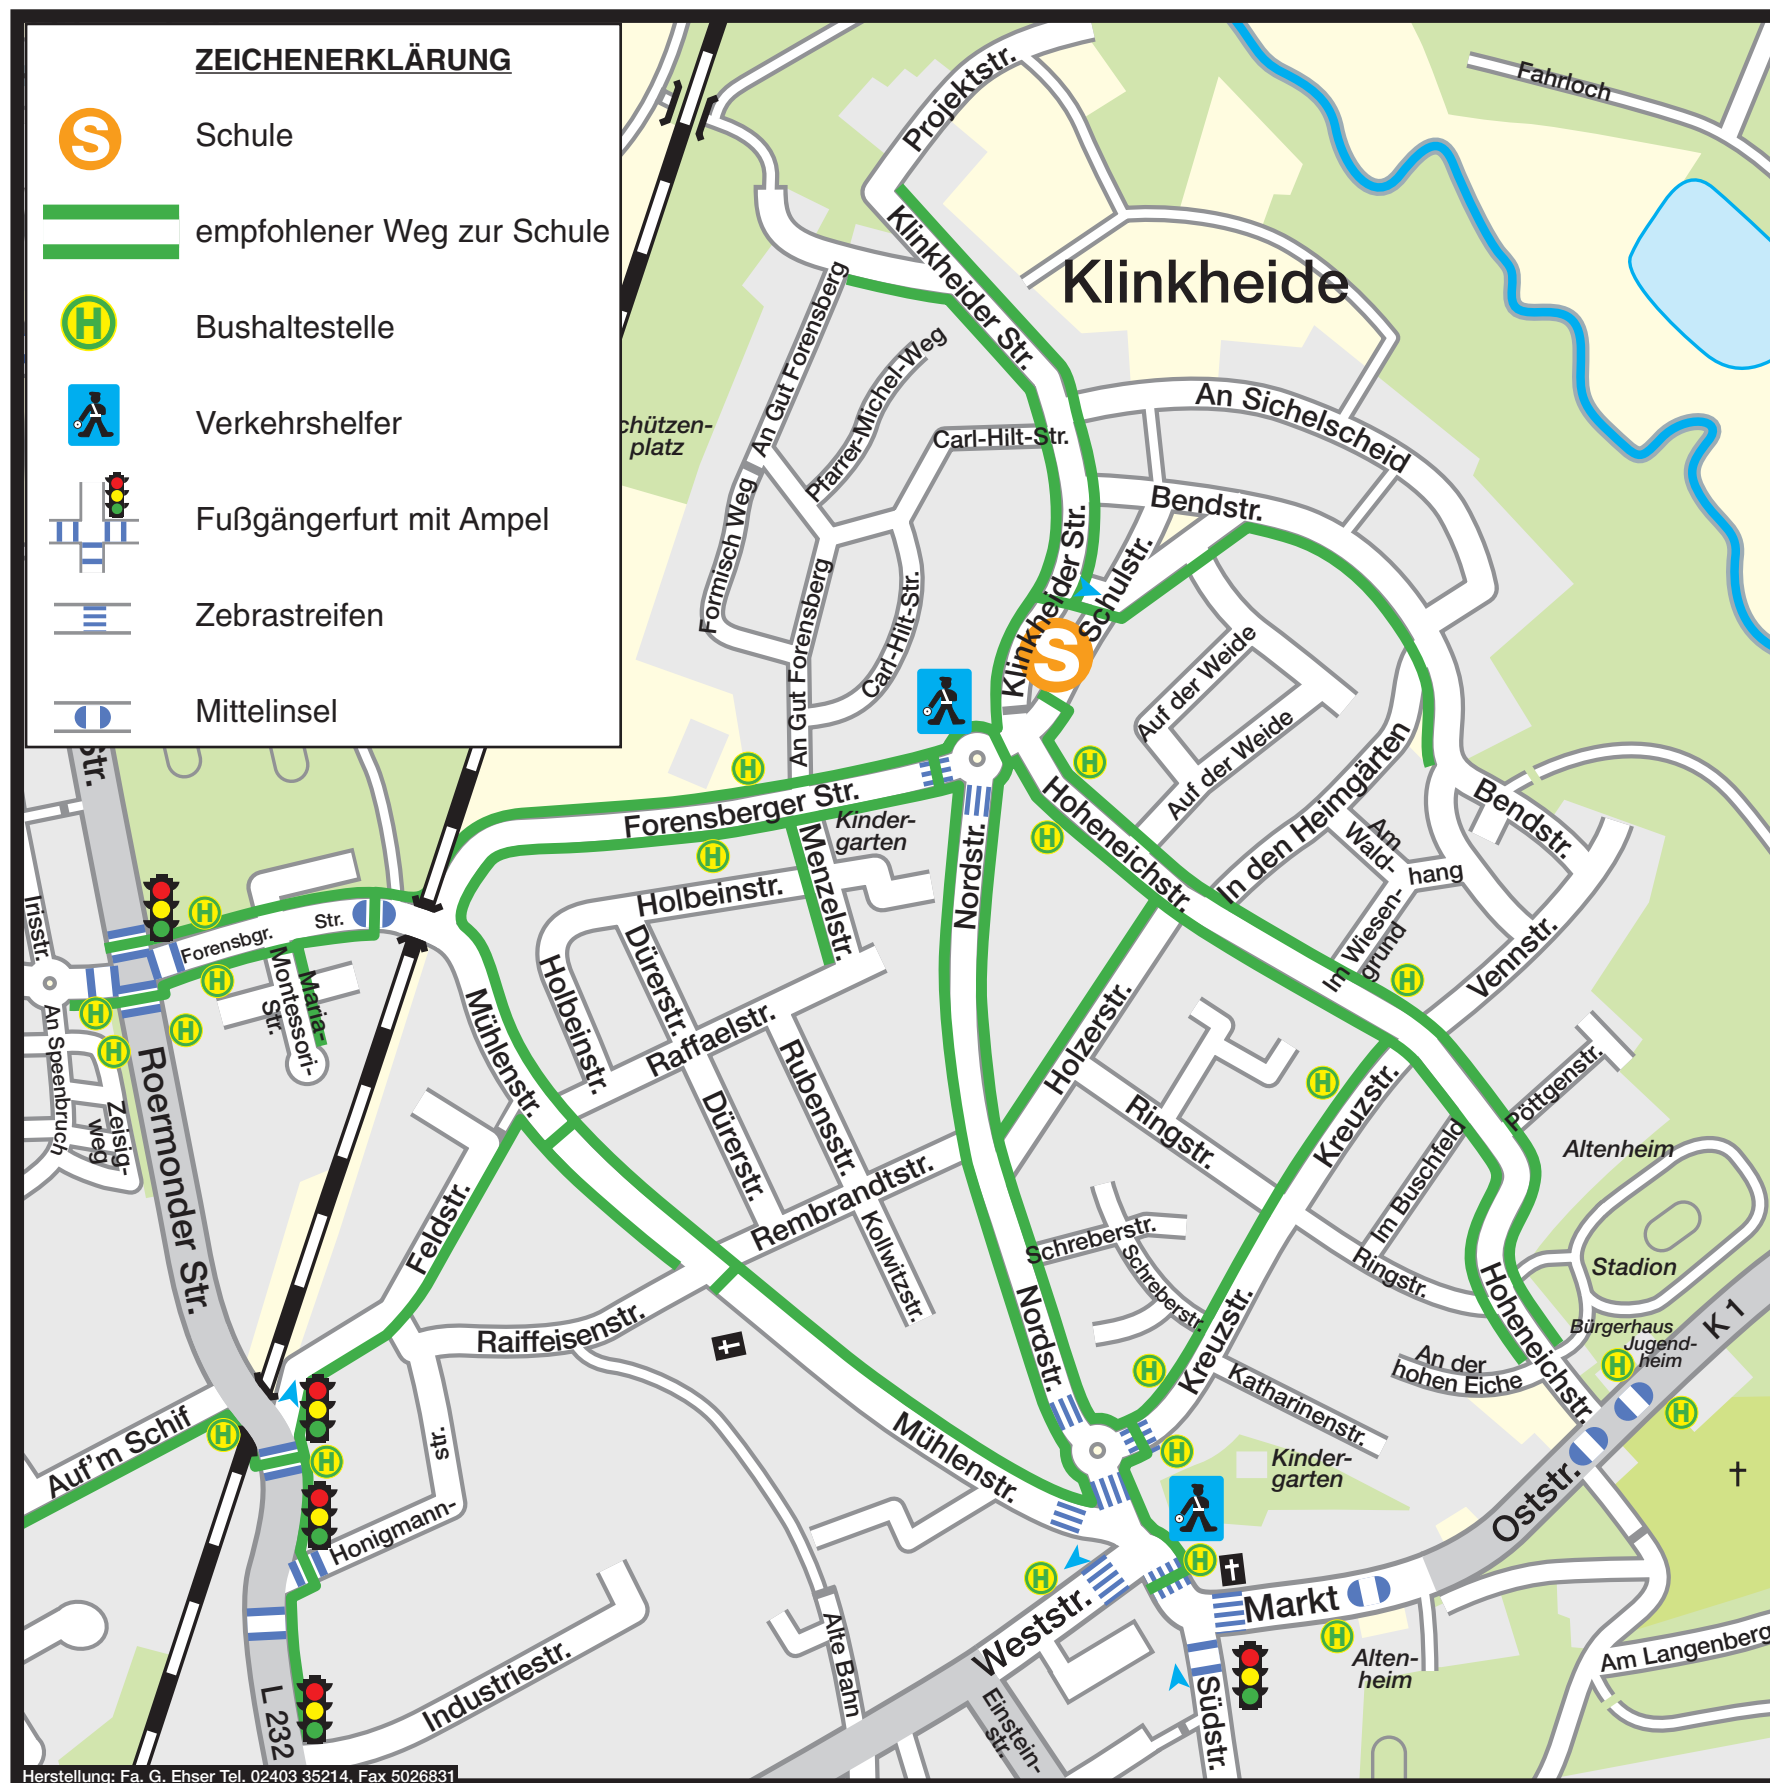 ZEICHENERKLÄRUNG
S
Schule
empfohlener Weg zur Schule
H
Bushaltestelle
Verkehrshelfer
Fußgängerfurt mit Ampel
Zebrastreifen
Mittelinsel
Projektstr.
Fahrloch
Klinkheider Str.
Klinkheide
An Gut Forensberg
Pfarrer-Michel-Weg
chützen-
platz
Carl-Hilt-Str.
An Sichelscheid
Bendstr.
Formisch Weg
Klinkheider Str.
Schulstr.
An Gut Forensberg
Carl-Hilt-Str.
Klinkheider Str.
S
Auf der Weide
Auf der Weide
In den Heimgärten
Str.
H
H
Forensberger Str.
Kinder-
garten
Menzelstr.
Nordstr.
Hoheneichstr.
H
H
Am
Wald-
hang
Bendstr.
Irisstr.
H
Forensbgr.
Str.
Holbeinstr.
Im Wiesen-
grund
Vennstr.
H
Maria-
Montessori-
Str.
H
H
H
H
An Speenbruch
Zeisig-
weg
Roermonder Str.
Mühlenstr.
Holbeinstr.
Dürerstr.
Raffaelstr.
Rubensstr.
Dürerstr.
Holzerstr.
Ringstr.
H
Kreuzstr.
Pöttgenstr.
Im Buschfeld
Altenheim
Feldstr.
Rembrandtstr.
Kollwitzstr.
Schreberstr.
Schreberstr.
Ringstr.
Stadion
Raiffeisenstr.
Nordstr.
Kreuzstr.
Hoheneichstr.
Bürgerhaus
Jugend-
heim
K 1
H
H
An der
hohen Eiche
Katharinenstr.
H
H
Kinder-
garten
Auf'm Schif
H
H
str.
Honigmann-
Mühlenstr.
Oststr.
H
H
Weststr.
Markt
H
Alten-
heim
Am Langenberg
Alte Bahn
Industriestr.
L 232
Einstein-
str.
Südstr.
Herstellung: Fa. G. Ehser Tel. 02403 35214, Fax 5026831